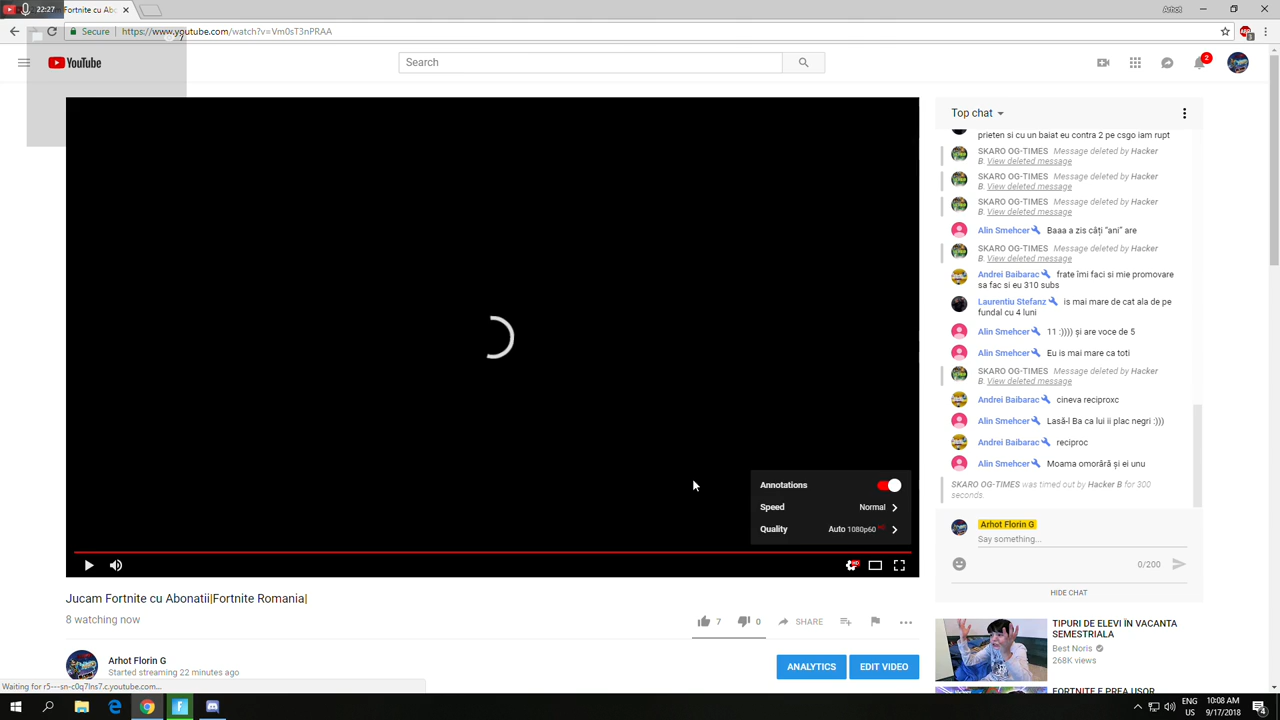 22:27
Fortnite cu Ab
Arhot
Secure
https://www.youtube.com/watch?v=Vm0sT3nPRAA
YouTube
Search
2
Top chat
prieten si cu un baiat eu contra 2 pe csgo iam rupt
SKARO OG-TIMES Message deleted by Hacker
B. View deleted message
SKARO OG-TIMES Message deleted by Hacker
B. View deleted message
SKARO OG-TIMES Message deleted by Hacker
B. View deleted message
Alin Smehcer Baaa a zis câți “ani” are
SKARO OG-TIMES Message deleted by Hacker
B. View deleted message
Andrei Baibarac frate îmi faci si mie promovare
sa fac si eu 310 subs
Laurentiu Stefanz is mai mare de cat ala de pe
fundal cu 4 luni
Alin Smehcer 11 :)))) și are voce de 5
Alin Smehcer Eu is mai mare ca toti
SKARO OG-TIMES Message deleted by Hacker
B. View deleted message
Andrei Baibarac cineva reciproxc
Alin Smehcer Lasă-l Ba ca lui ii plac negri :)))
Andrei Baibarac reciproc
Alin Smehcer Moama omorâră și ei unu
SKARO OG-TIMES was timed out by Hacker B for 300
seconds.
Arhot Florin G
Say something...
0/200
HIDE CHAT
Annotations
Speed Normal
Quality Auto 1080p60 HD
HD
Jucam Fortnite cu Abonatii|Fortnite Romania|
8 watching now
7
0
SHARE
Arhot Florin G
Started streaming 22 minutes ago
ANALYTICS
EDIT VIDEO
TIPURI DE ELEVI ÎN VACANTA
SEMESTRIALA
Best Noris
268K views
FORTNITE E PREA USOR
Waiting for r5---sn-c0q7lns7.c.youtube.com...
ENG
US
10:08 AM
9/17/2018
4